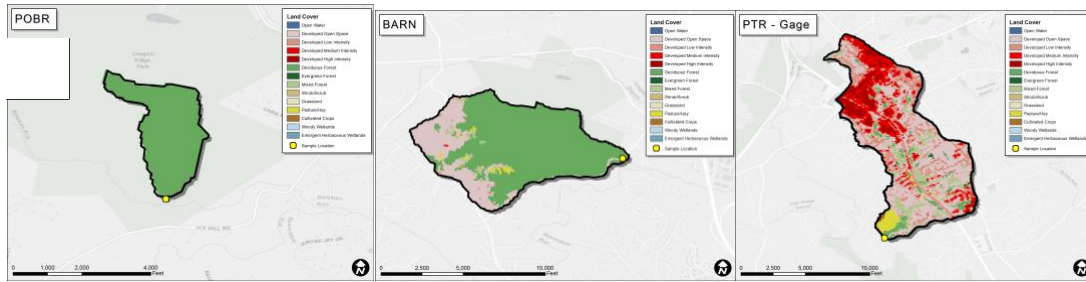 POBR
Land Cover
Open Water
Developed Open Space
Developed Low Intensity
Developed Medium Intensity
Developed High Intensity
Deciduous Forest
Evergreen Forest
Mixed Forest
Shrub/Scrub
Grassland
Pasture/Hay
Cultivated Crops
Woody Wetlands
Emergent Herbaceous Wetlands
Sample Location
IVY HILL RD
JEROME JAY DR
0 1,000 2,000 4,000
Feet
N
BARN
Land Cover
Open Water
Developed Open Space
Developed Low Intensity
Developed Medium Intensity
Developed High Intensity
Deciduous Forest
Evergreen Forest
Mixed Forest
Shrub/Scrub
Grassland
Pasture/Hay
Cultivated Crops
Woody Wetlands
Emergent Herbaceous Wetlands
Sample Location
0 2,500 5,000 10,000
Feet
N
PTR - Gage
Land Cover
Open Water
Developed Open Space
Developed Low Intensity
Developed Medium Intensity
Developed High Intensity
Deciduous Forest
Evergreen Forest
Mixed Forest
Shrub/Scrub
Grassland
Pasture/Hay
Cultivated Crops
Woody Wetlands
Emergent Herbaceous Wetlands
Sample Location
0 2,500 5,000 10,000
Feet
N